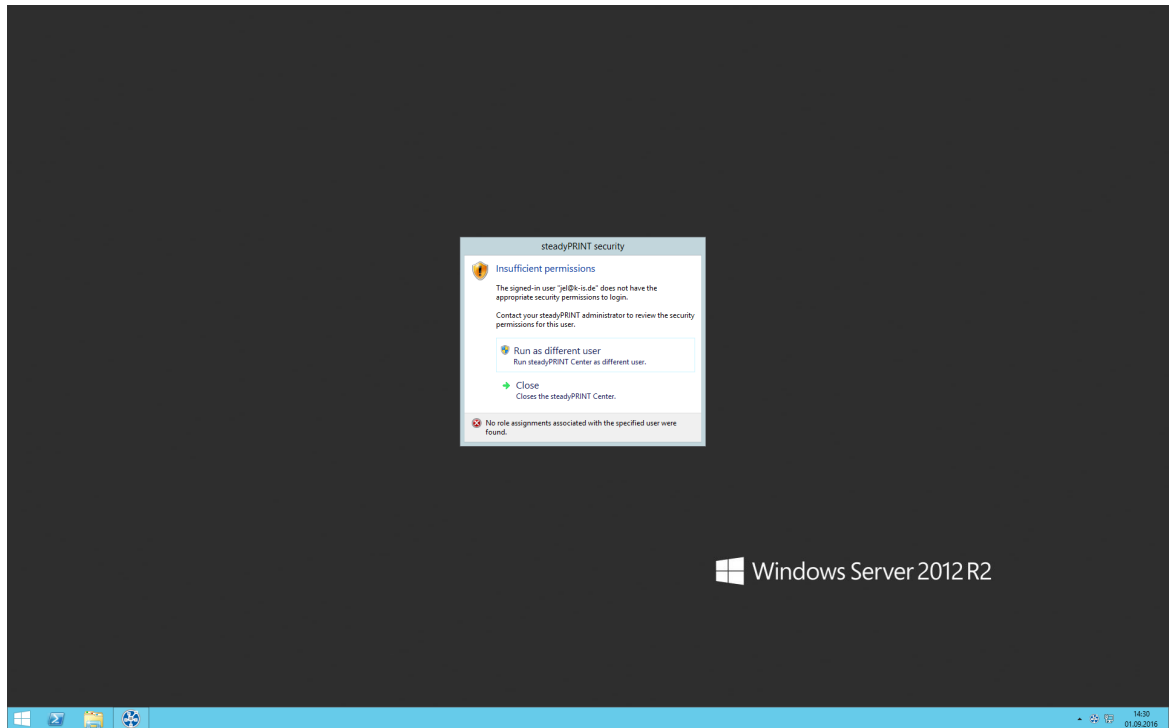 steadyPRINT security
Insufficient permissions
The signed-in user "jel@k-is.de" does not have the
appropriate security permissions to login.
Contact your steadyPRINT administrator to review the security
permissions for this user.
Run as different user
Run steadyPRINT Center as different user.
Close
Closes the steadyPRINT Center.
No role assignments associated with the specified user were
found.
Windows Server 2012 R2
14:30
01.09.2016